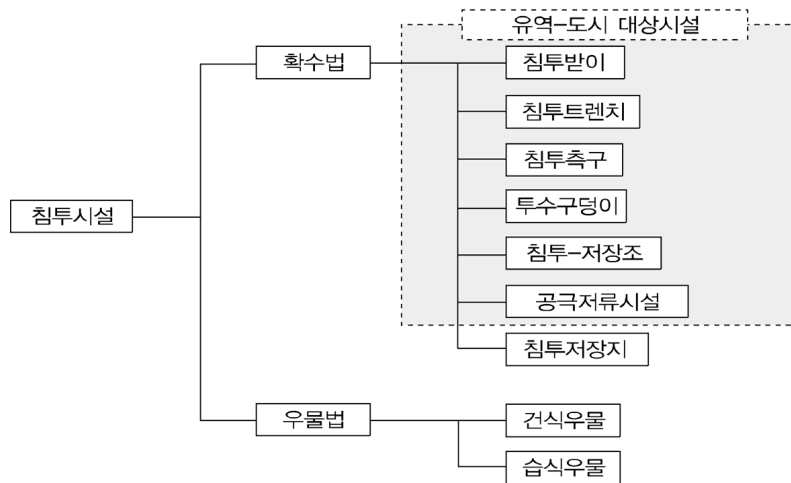 유역-도시 대상시설
확수법
침투받이
침투트렌치
침투측구
침투시설
투수구덩이
침투-저장조
공극저류시설
침투저장지
우물법
건식우물
습식우물